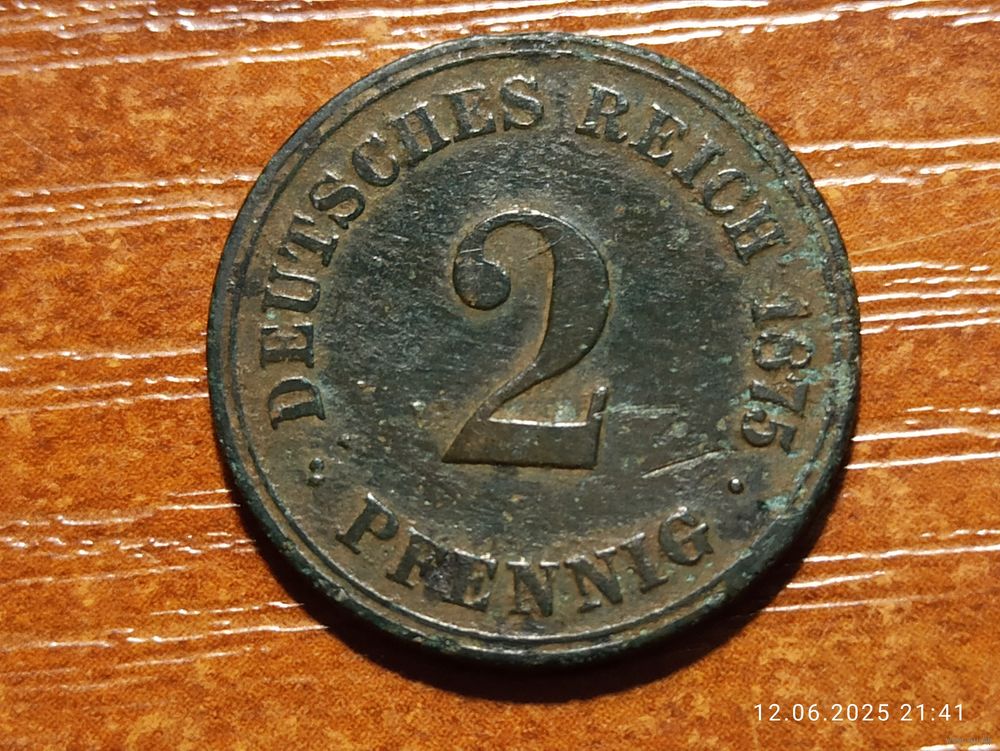 DEUTSCHES REICH 1875
2
· PFENNIG ·
12.06.2025 21:41